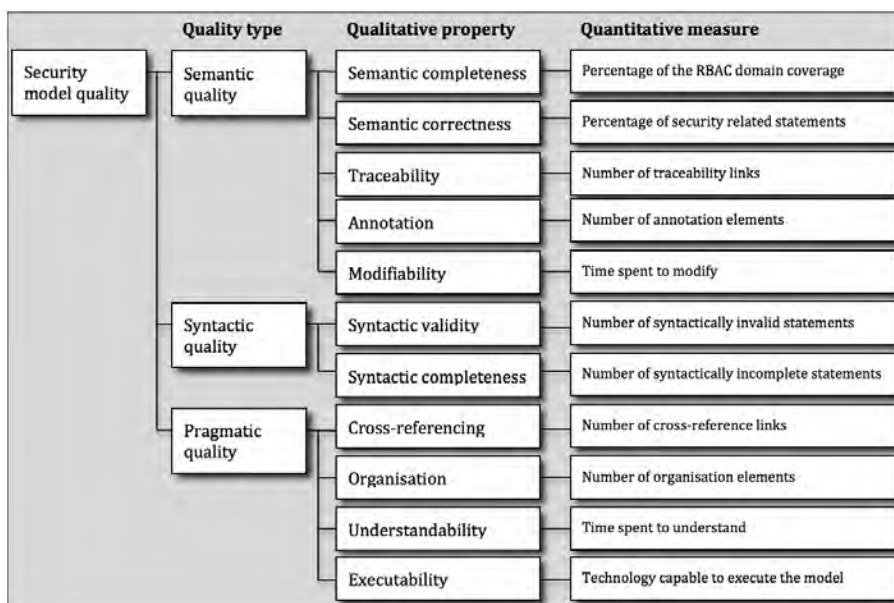 Quality type Qualitative property Quantitative measure
Security
model quality
Semantic
quality
Semantic completeness Percentage of the RBAC domain coverage
Semantic correctness Percentage of security related statements
Traceability Number of traceability links
Annotation Number of annotation elements
Modifiability Time spent to modify
Syntactic
quality
Syntactic validity Number of syntactically invalid statements
Syntactic completeness Number of syntactically incomplete statements
Pragmatic
quality
Cross-referencing Number of cross-reference links
Organisation Number of organisation elements
Understandability Time spent to understand
Executability Technology capable to execute the model